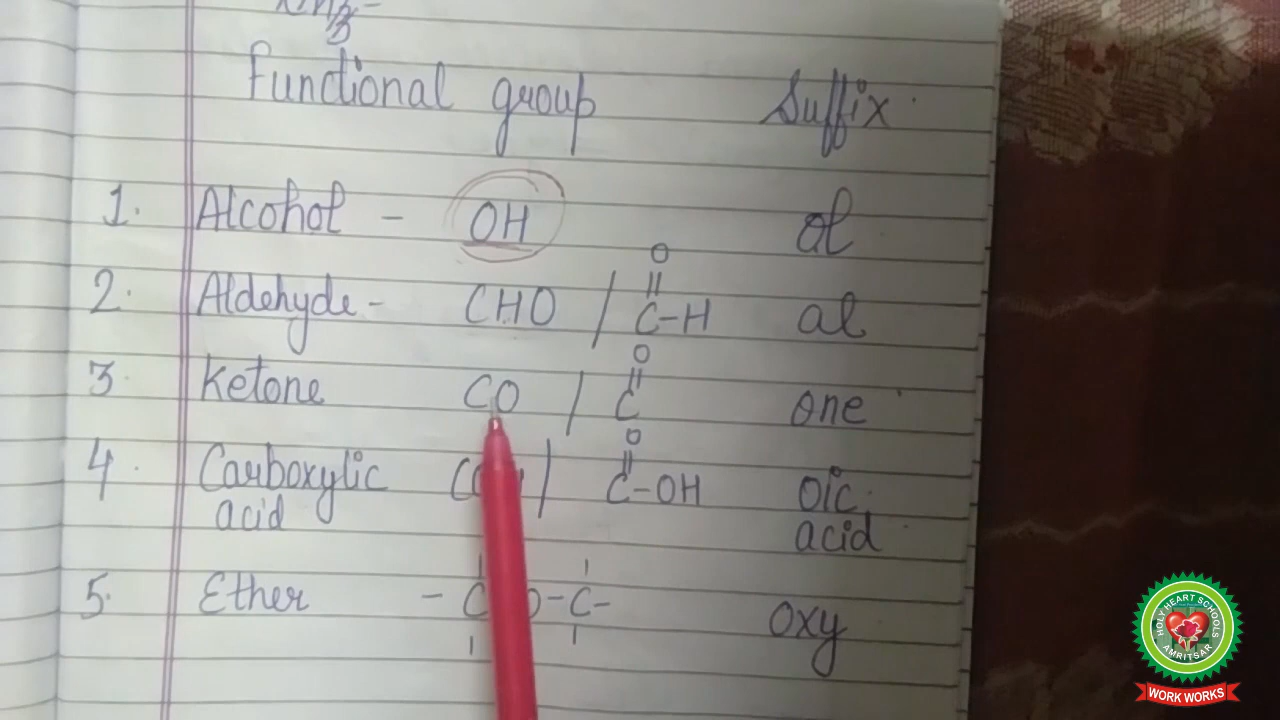 Functional group Suffix
1. Alcohol - OH ol
2. Aldehyde - CHO / O
||
C-H al
3. Ketone CO / O
||
C one
4. Carboxylic acid / O
||
C-OH oic acid
5. Ether -C O-C- oxy
HOLY HEART SCHOOLS
AMRITSAR
WORK WORKS